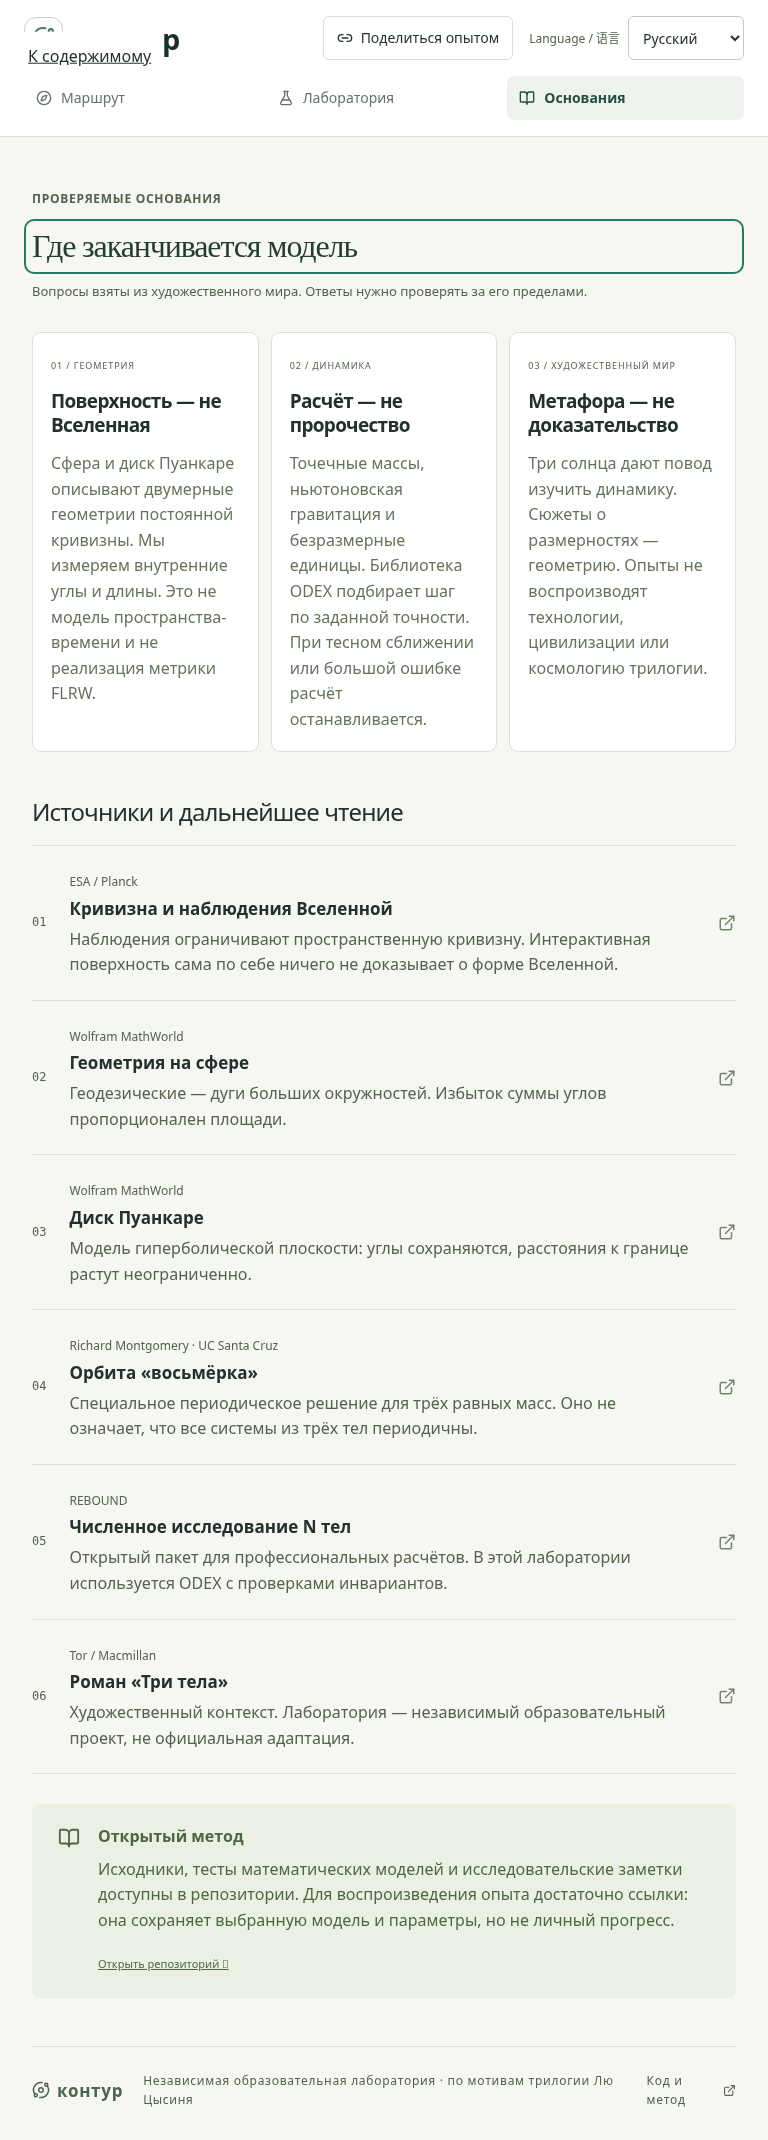 р
К содержимому
Поделиться опытом
Language / 语言
Русский
Маршрут
Лаборатория
Основания
ПРОВЕРЯЕМЫЕ ОСНОВАНИЯ
Где заканчивается модель
Вопросы взяты из художественного мира. Ответы нужно проверять за его пределами.
01 / ГЕОМЕТРИЯ
Поверхность — не
Вселенная
Сфера и диск Пуанкаре
описывают двумерные
геометрии постоянной
кривизны. Мы
измеряем внутренние
углы и длины. Это не
модель пространства-
времени и не
реализация метрики
FLRW.
02 / ДИНАМИКА
Расчёт — не
пророчество
Точечные массы,
ньютоновская
гравитация и
безразмерные
единицы. Библиотека
ODEX подбирает шаг
по заданной точности.
При тесном сближении
или большой ошибке
расчёт
останавливается.
03 / ХУДОЖЕСТВЕННЫЙ МИР
Метафора — не
доказательство
Три солнца дают повод
изучить динамику.
Сюжеты о
размерностях —
геометрию. Опыты не
воспроизводят
технологии,
цивилизации или
космологию трилогии.
Источники и дальнейшее чтение
01
ESA / Planck
Кривизна и наблюдения Вселенной
Наблюдения ограничивают пространственную кривизну. Интерактивная
поверхность сама по себе ничего не доказывает о форме Вселенной.
02
Wolfram MathWorld
Геометрия на сфере
Геодезические — дуги больших окружностей. Избыток суммы углов
пропорционален площади.
03
Wolfram MathWorld
Диск Пуанкаре
Модель гиперболической плоскости: углы сохраняются, расстояния к границе
растут неограниченно.
04
Richard Montgomery · UC Santa Cruz
Орбита «восьмёрка»
Специальное периодическое решение для трёх равных масс. Оно не
означает, что все системы из трёх тел периодичны.
05
REBOUND
Численное исследование N тел
Открытый пакет для профессиональных расчётов. В этой лаборатории
используется ODEX с проверками инвариантов.
06
Tor / Macmillan
Роман «Три тела»
Художественный контекст. Лаборатория — независимый образовательный
проект, не официальная адаптация.
Открытый метод
Исходники, тесты математических моделей и исследовательские заметки
доступны в репозитории. Для воспроизведения опыта достаточно ссылки:
она сохраняет выбранную модель и параметры, но не личный прогресс.
Открыть репозиторий
контур
Независимая образовательная лаборатория · по мотивам трилогии Лю
Цысиня
Код и
метод